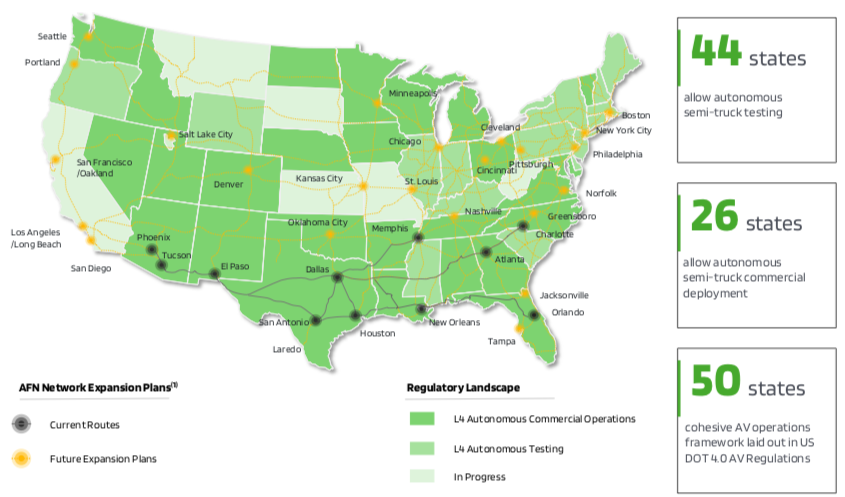 Seattle
Portland
Salt Lake City
San Francisco
/Oakland
Los Angeles
/Long Beach
San Diego
Phoenix
Tucson
El Paso
Denver
Minneapolis
Chicago
Kansas City
St. Louis
Oklahoma City
Memphis
Dallas
San Antonio
Laredo
Houston
New Orleans
Nashville
Cleveland
Pittsburgh
Cincinnati
Boston
New York City
Philadelphia
Norfolk
Greensboro
Charlotte
Atlanta
Jacksonville
Orlando
Tampa
AFN Network Expansion Plans(1)
Current Routes
Future Expansion Plans
Regulatory Landscape
L4 Autonomous Commercial Operations
L4 Autonomous Testing
In Progress
44 states
allow autonomous
semi-truck testing
26 states
allow autonomous
semi-truck commercial
deployment
50 states
cohesive AV operations
framework laid out in US
DOT 4.0 AV Regulations